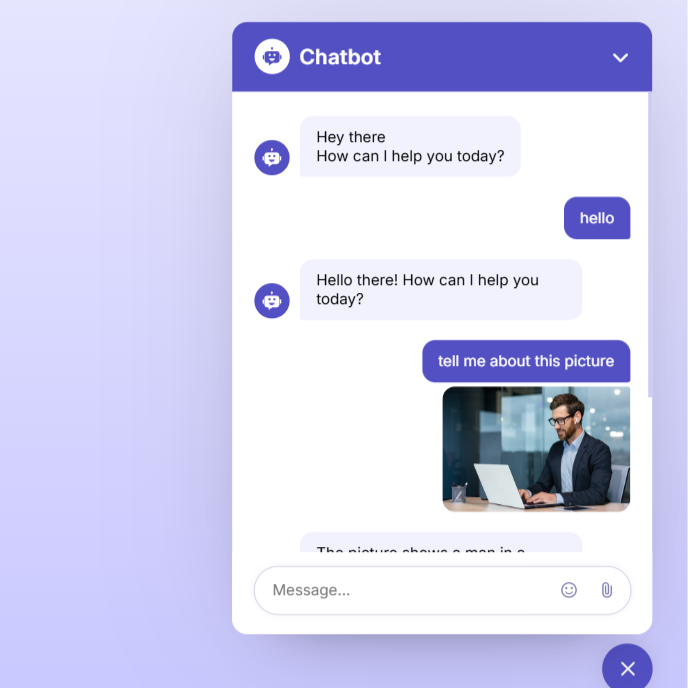 Chatbot
Hey there
How can I help you today?
hello
Hello there! How can I help you
today?
tell me about this picture
The picture shows a man in a
Message...